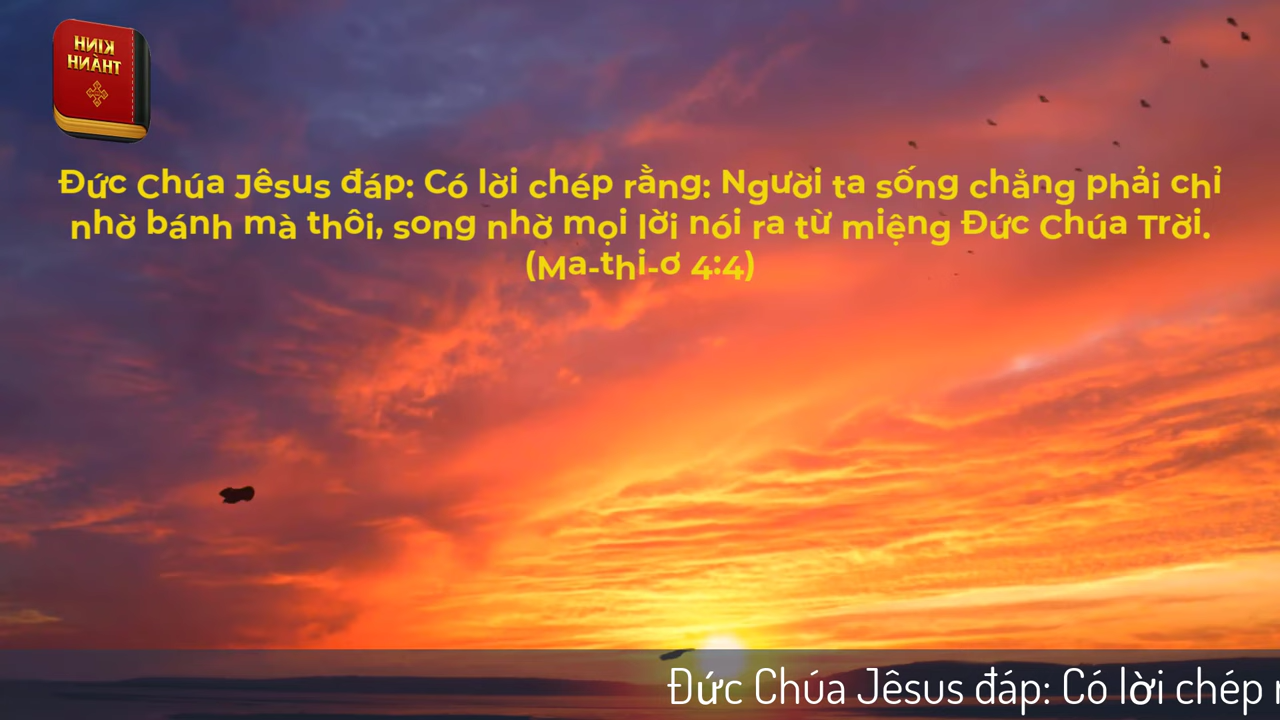 KINH
THÁNH
Đức Chúa Jêsus đáp: Có lời chép rằng: Người ta sống chẳng phải chỉ
nhờ bánh mà thôi, song nhờ mọi lời nói ra từ miệng Đức Chúa Trời.
(Ma-thi-ơ 4:4)
Đức Chúa Jêsus đáp: Có lời chép